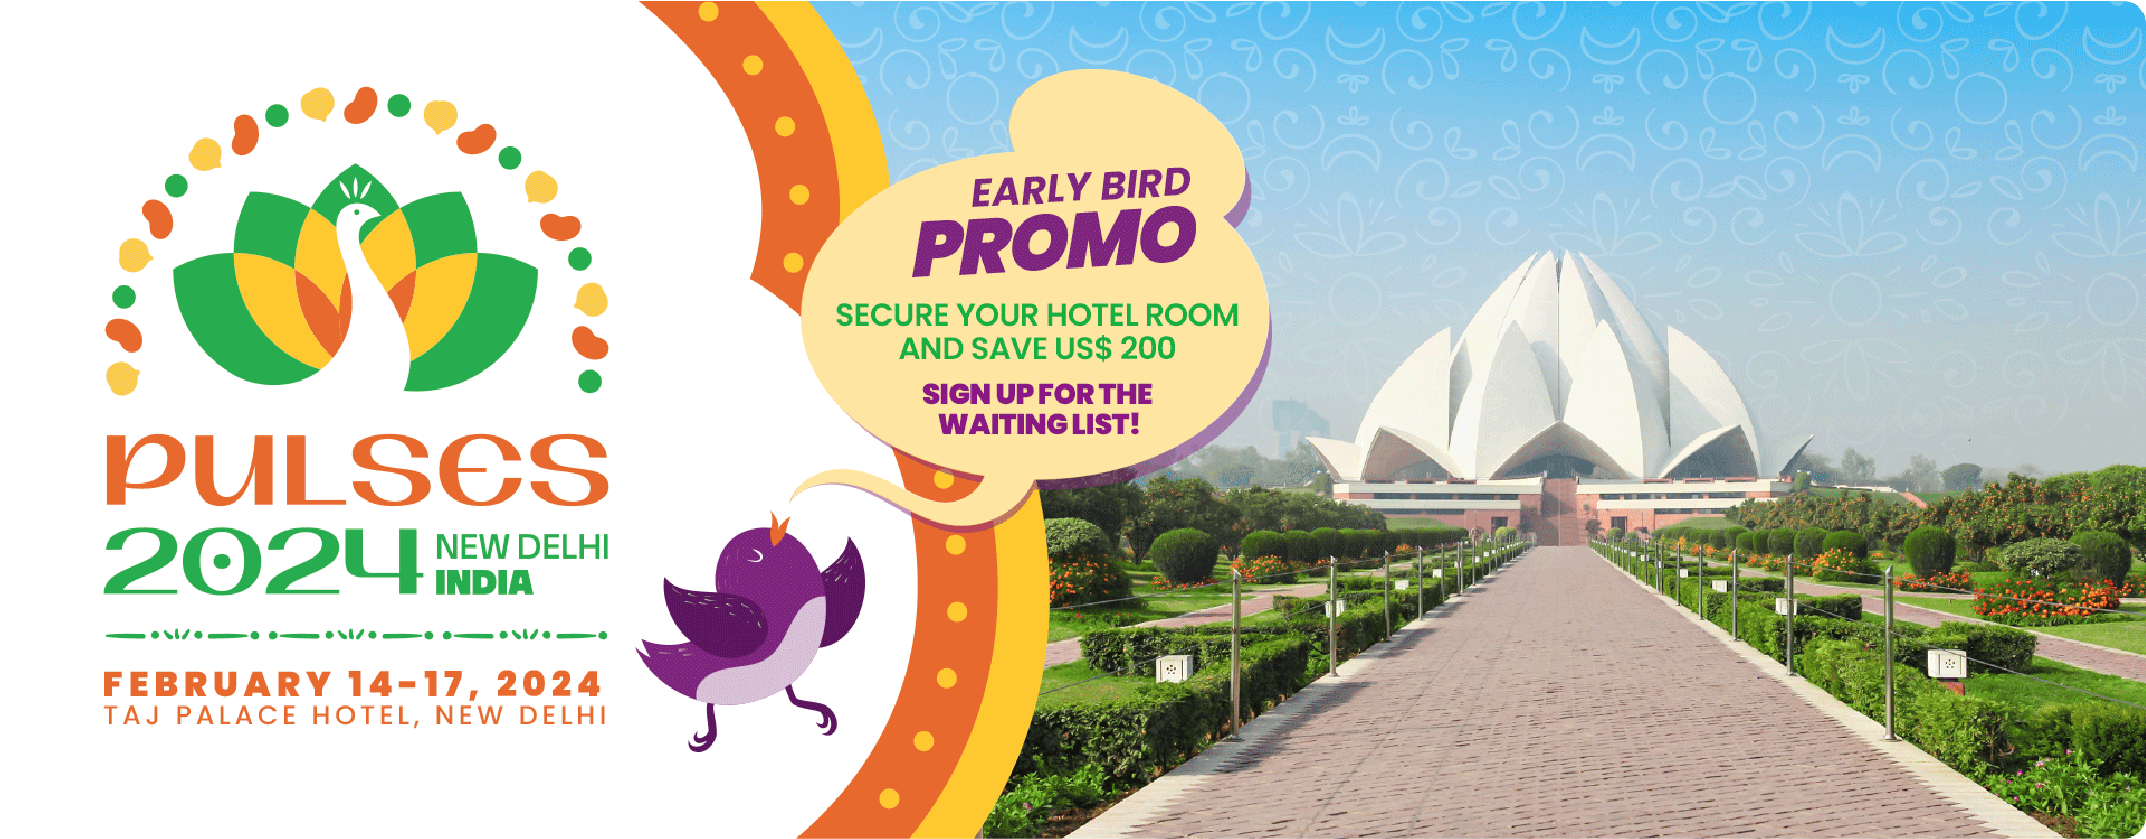 PULSES
2024 NEW DELHI
INDIA
FEBRUARY 14-17, 2024
TAJ PALACE HOTEL, NEW DELHI
EARLY BIRD
PROMO
SECURE YOUR HOTEL ROOM
AND SAVE US$ 200
SIGN UP FOR THE
WAITING LIST!